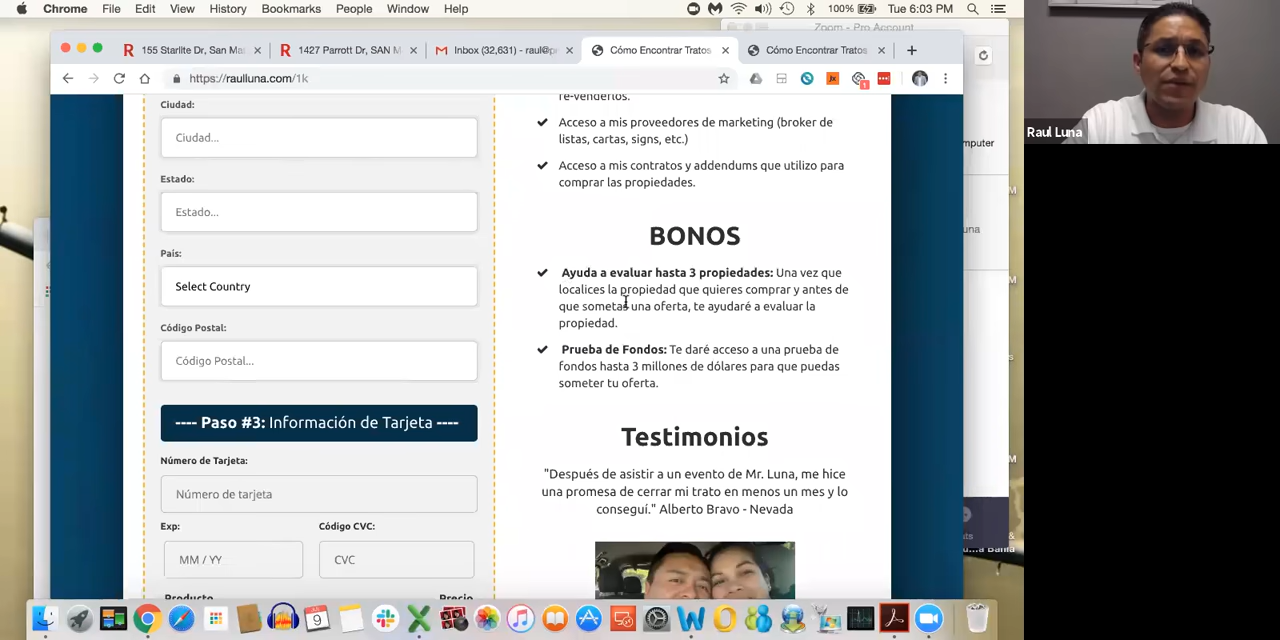 Chrome File Edit View History Bookmarks People Window Help 100% Tue 6:03 PM
Zoom - Pro Account
155 Starlite Dr, San Ma
1427 Parrott Dr, SAN M
Inbox (32,631) - raul@p
Cómo Encontrar Tratos
Cómo Encontrar Tratos
https://raulluna.com/1k
Raul Luna
mputer
Ciudad:
Ciudad...
Estado:
Estado...
País:
Select Country
Código Postal:
Código Postal...
---- Paso #3: Información de Tarjeta ----
Número de Tarjeta:
Número de tarjeta
Exp: Código CVC:
MM / YY CVC
Producto Precio
re-venderlos.
Acceso a mis proveedores de marketing (broker de
listas, cartas, signs, etc.)
Acceso a mis contratos y addendums que utilizo para
comprar las propiedades.
BONOS
Ayuda a evaluar hasta 3 propiedades: Una vez que
localices la propiedad que quieres comprar y antes de
que sometas una oferta, te ayudaré a evaluar la
propiedad.
Prueba de Fondos: Te daré acceso a una prueba de
fondos hasta 3 millones de dólares para que puedas
someter tu oferta.
Testimonios
"Después de asistir a un evento de Mr. Luna, me hice
una promesa de cerrar mi trato en menos un mes y lo
conseguí." Alberto Bravo - Nevada
una